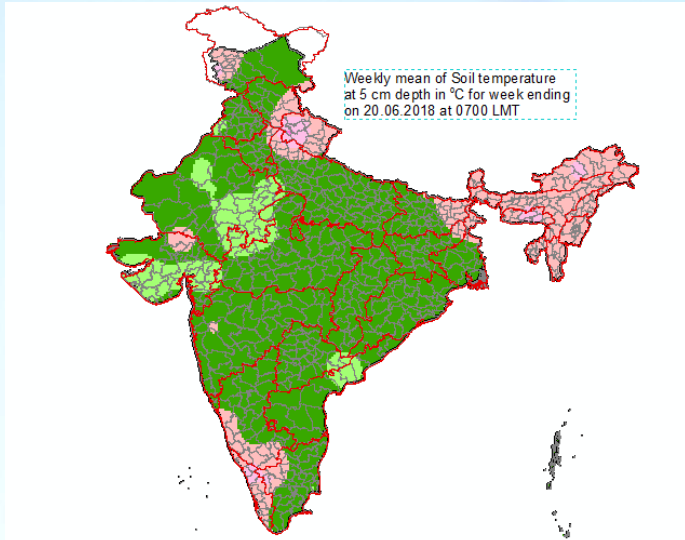 Weekly mean of Soil temperature
at 5 cm depth in °C for week ending
on 20.06.2018 at 0700 LMT